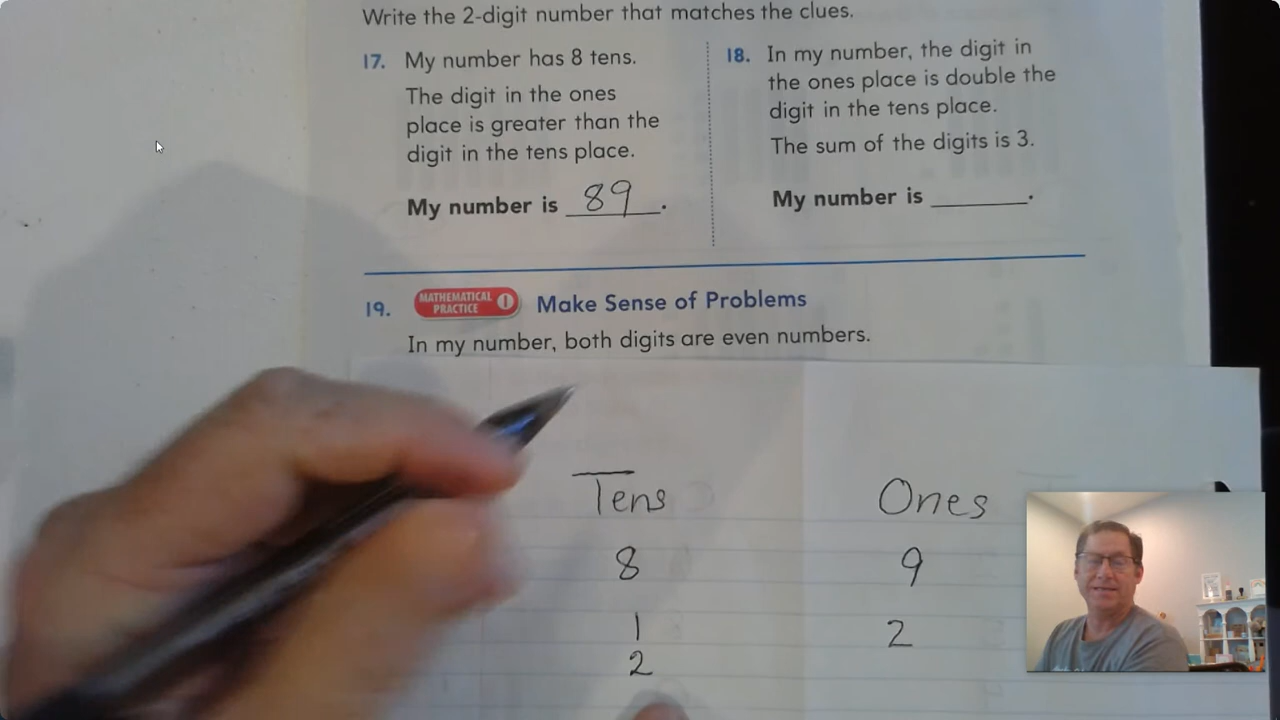 Write the 2-digit number that matches the clues.
17. My number has 8 tens.
The digit in the ones
place is greater than the
digit in the tens place.
My number is 89.
18. In my number, the digit in
the ones place is double the
digit in the tens place.
The sum of the digits is 3.
My number is ______.
19. MATHEMATICAL PRACTICE 1 Make Sense of Problems
In my number, both digits are even numbers.
Tens Ones
8 9
1 2
2